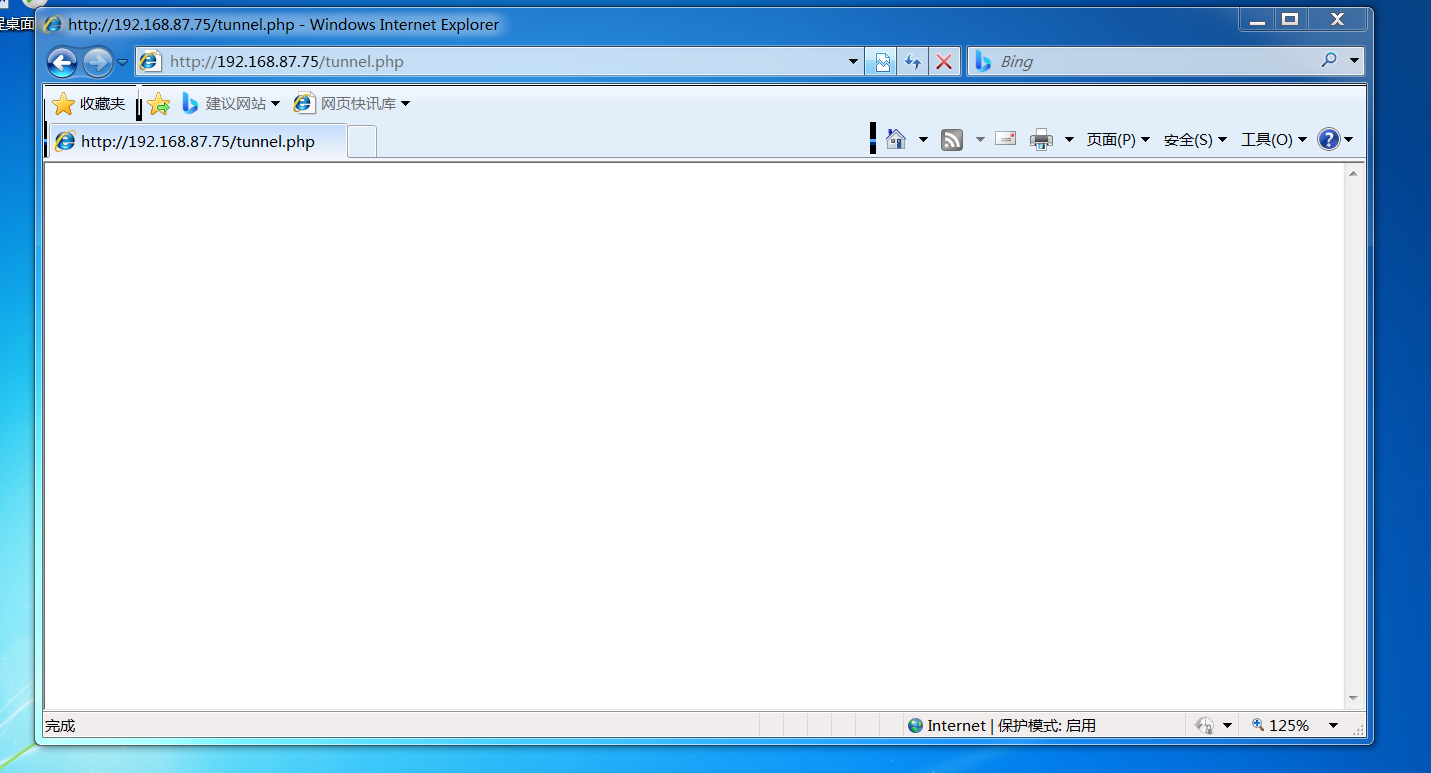 程桌面
http://192.168.87.75/tunnel.php - Windows Internet Explorer
http://192.168.87.75/tunnel.php
Bing
收藏夹 建议网站 网页快讯库
http://192.168.87.75/tunnel.php 页面(P) 安全(S) 工具(O)
完成 Internet | 保护模式: 启用 125%